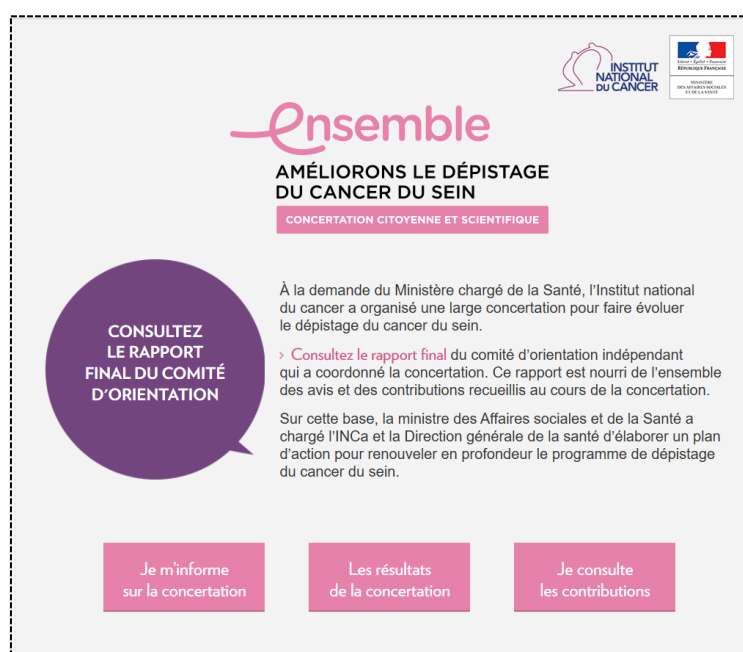 INSTITUT
NATIONAL
DU CANCER
Liberté • Égalité • Fraternité
RÉPUBLIQUE FRANÇAISE
MINISTÈRE
DES AFFAIRES SOCIALES
ET DE LA SANTÉ
ensemble
AMÉLIORONS LE DÉPISTAGE
DU CANCER DU SEIN
CONCERTATION CITOYENNE ET SCIENTIFIQUE
CONSULTEZ
LE RAPPORT
FINAL DU COMITÉ
D'ORIENTATION
À la demande du Ministère chargé de la Santé, l'Institut national
du cancer a organisé une large concertation pour faire évoluer
le dépistage du cancer du sein.
› Consultez le rapport final du comité d'orientation indépendant
qui a coordonné la concertation. Ce rapport est nourri de l'ensemble
des avis et des contributions recueillis au cours de la concertation.
Sur cette base, la ministre des Affaires sociales et de la Santé a
chargé l'INCa et la Direction générale de la santé d'élaborer un plan
d'action pour renouveler en profondeur le programme de dépistage
du cancer du sein.
Je m'informe
sur la concertation
Les résultats
de la concertation
Je consulte
les contributions